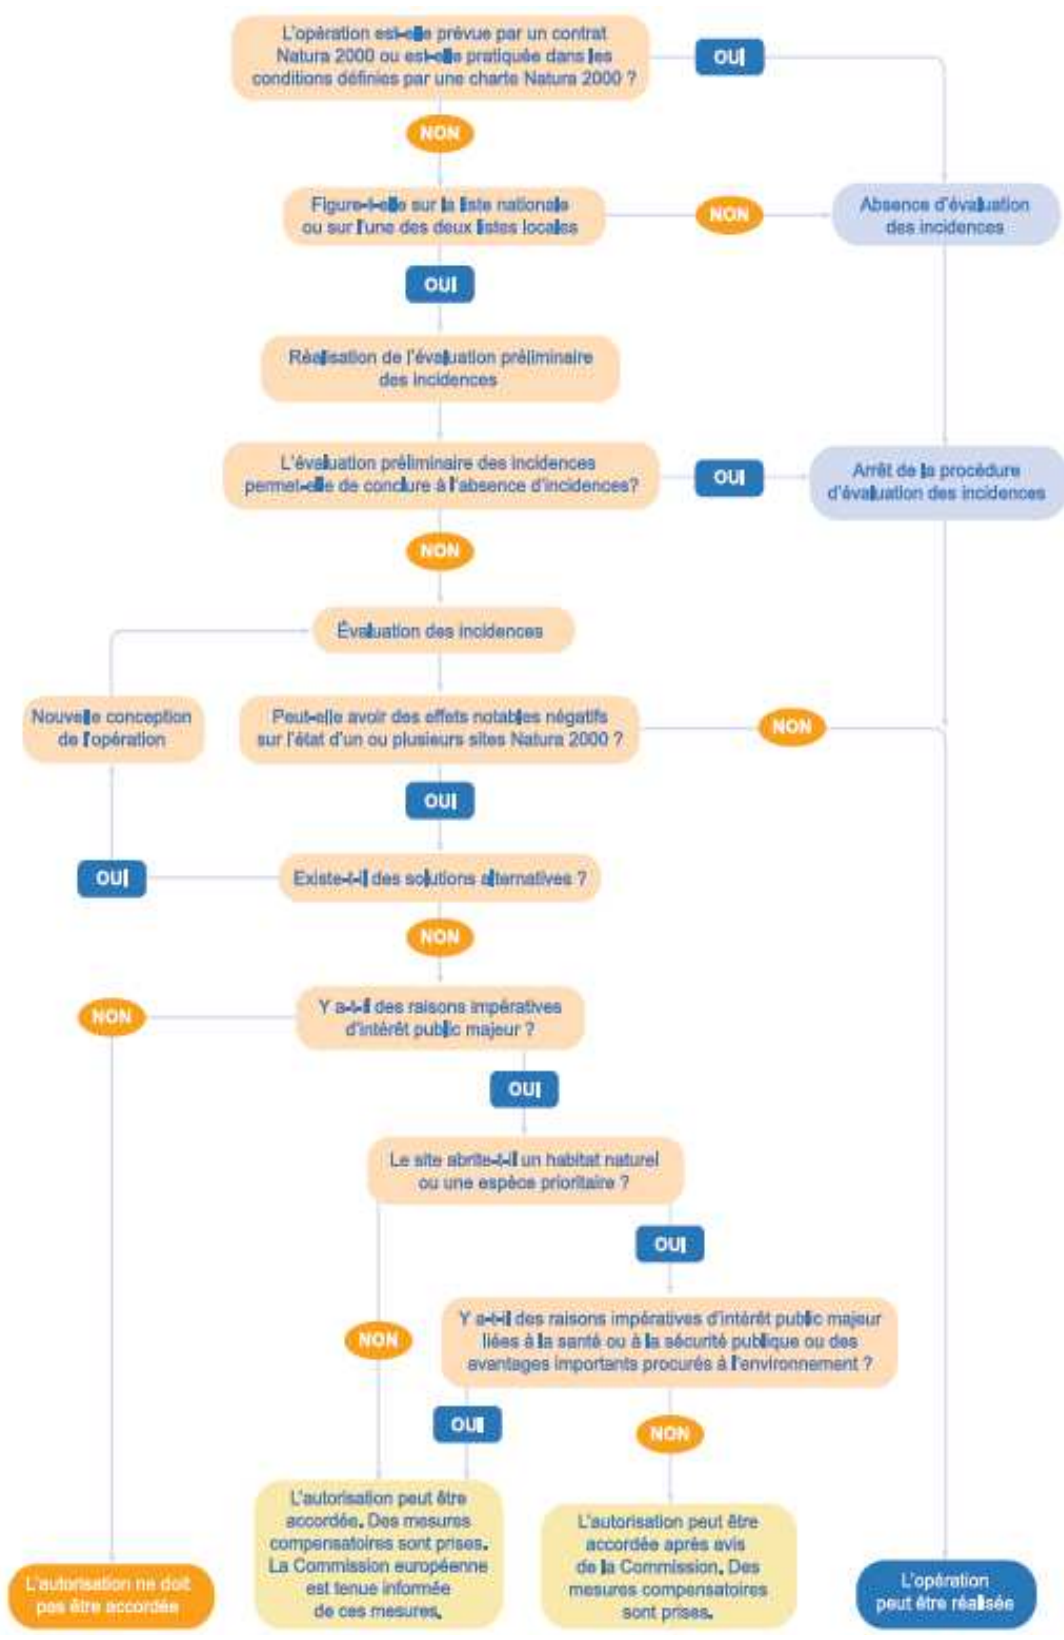 L'opération est-elle prévue par un contrat
Natura 2000 ou est-elle pratiquée dans les
conditions définies par une charte Natura 2000 ?
OUI
NON
Figure-t-elle sur la liste nationale
ou sur l'une des deux listes locales
NON
Absence d'évaluation
des incidences
OUI
Réalisation de l'évaluation préliminaire
des incidences
L'évaluation préliminaire des incidences
permet-elle de conclure à l'absence d'incidences?
OUI
Arrêt de la procédure
d'évaluation des incidences
NON
Évaluation des incidences
Nouvelle conception
de l'opération
Peut-elle avoir des effets notables négatifs
sur l'état d'un ou plusieurs sites Natura 2000 ?
NON
OUI
OUI
Existe-t-il des solutions alternatives ?
NON
NON
Y a-t-il des raisons impératives
d'intérêt public majeur ?
OUI
Le site abrite-t-il un habitat naturel
ou une espèce prioritaire ?
OUI
NON
Y a-t-il des raisons impératives d'intérêt public majeur
liées à la santé ou à la sécurité publique ou des
avantages importants procurés à l'environnement ?
OUI
NON
L'autorisation ne doit
pas être accordée
L'autorisation peut être
accordée. Des mesures
compensatoires sont prises.
La Commission européenne
est tenue informée
de ces mesures.
L'autorisation peut être
accordée après avis
de la Commission. Des
mesures compensatoires
sont prises.
L'opération
peut être réalisée